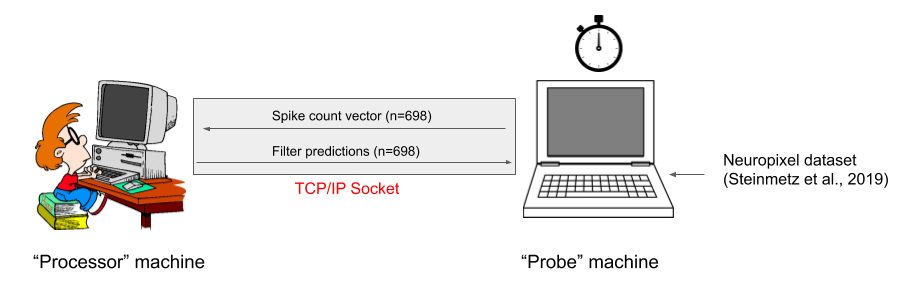 Spike count vector (n=698)
Filter predictions (n=698)
TCP/IP Socket
Neuropixel dataset
(Steinmetz et al., 2019)
“Processor” machine
“Probe” machine